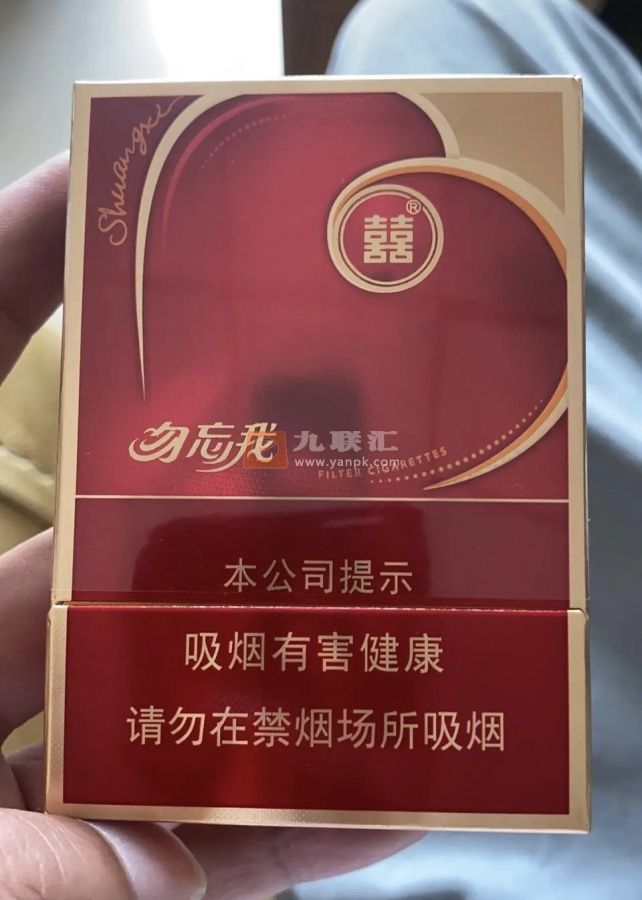 Shuangxi
囍®
勿忘我
九联汇
www.yanpk.com
FILTER CIGARETTES
本公司提示
吸烟有害健康
请勿在禁烟场所吸烟